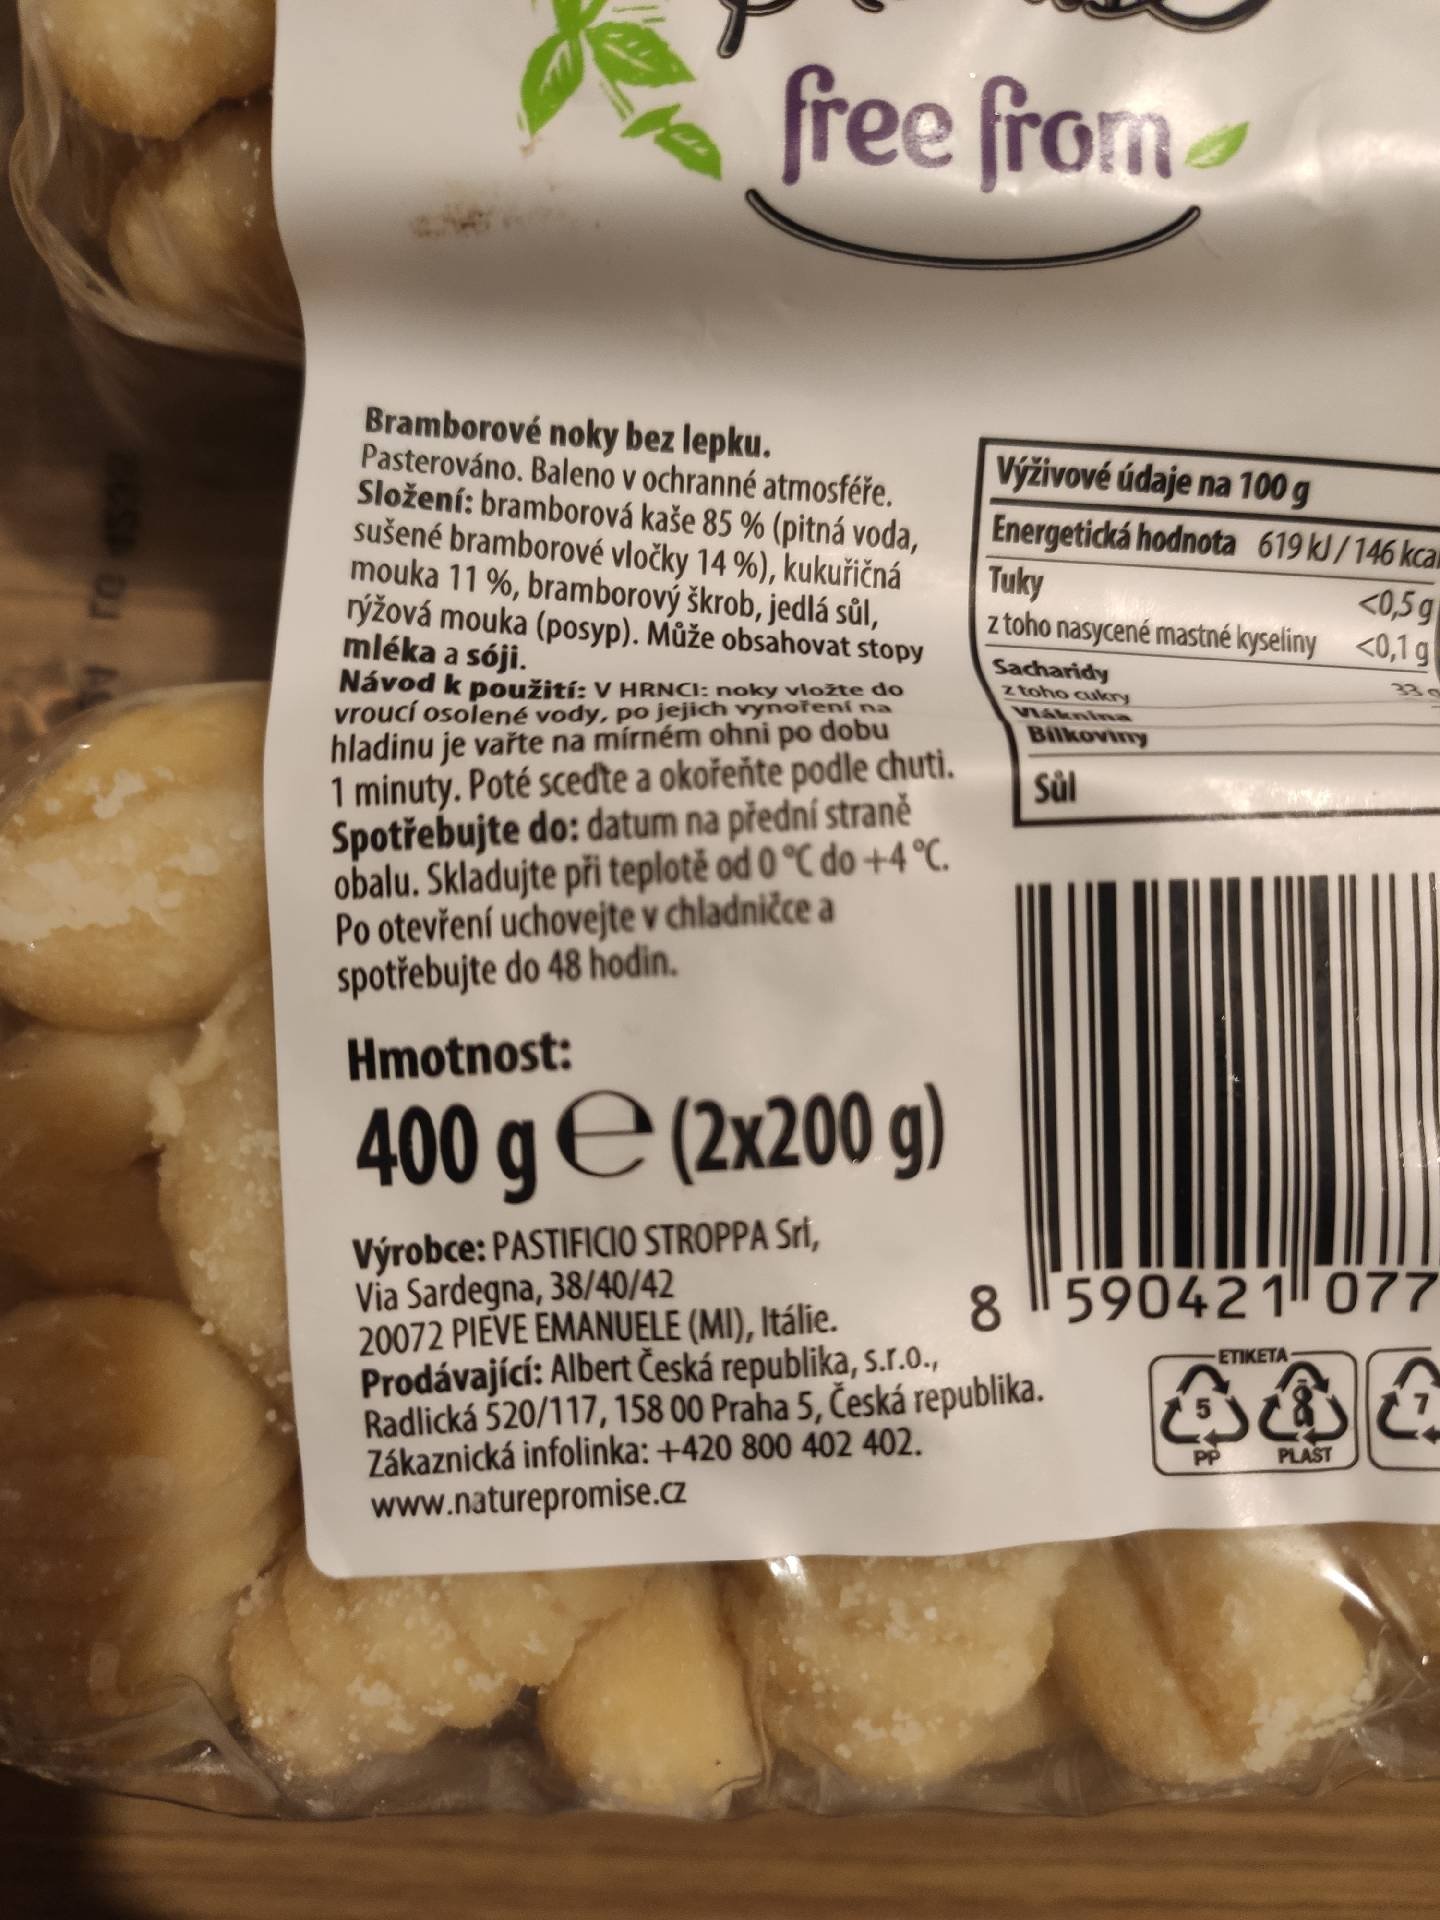 free from
Bramborové noky bez lepku.
Pasterováno. Baleno v ochranné atmosféře.
Složení: bramborová kaše 85 % (pitná voda,
sušené bramborové vločky 14 %), kukuřičná
mouka 11 %, bramborový škrob, jedlá sůl,
rýžová mouka (posyp). Může obsahovat stopy
mléka a sóji.
Návod k použití: V HRNCI: noky vložte do
vroucí osolené vody, po jejich vynoření na
hladinu je vařte na mírném ohni po dobu
1 minuty. Poté sceďte a okořeňte podle chuti.
Spotřebujte do: datum na přední straně
obalu. Skladujte při teplotě od 0 °C do +4 °C.
Po otevření uchovejte v chladničce a
spotřebujte do 48 hodin.
Hmotnost:
400 g e (2x200 g)
Výrobce: PASTIFICIO STROPPA Srl,
Via Sardegna, 38/40/42
20072 PIEVE EMANUELE (MI), Itálie.
Prodávající: Albert Česká republika, s.r.o.,
Radlická 520/117, 158 00 Praha 5, Česká republika.
Zákaznická infolinka: +420 800 402 402.
www.naturepromise.cz
Výživové údaje na 100 g
Energetická hodnota 619 kJ / 146 kcal
Tuky <0,5 g
z toho nasycené mastné kyseliny <0,1 g
Sacharidy 33 g
z toho cukry
Vláknina
Bílkoviny
Sůl
8 590421 077
ETIKETA
5
PP
PLAST
7